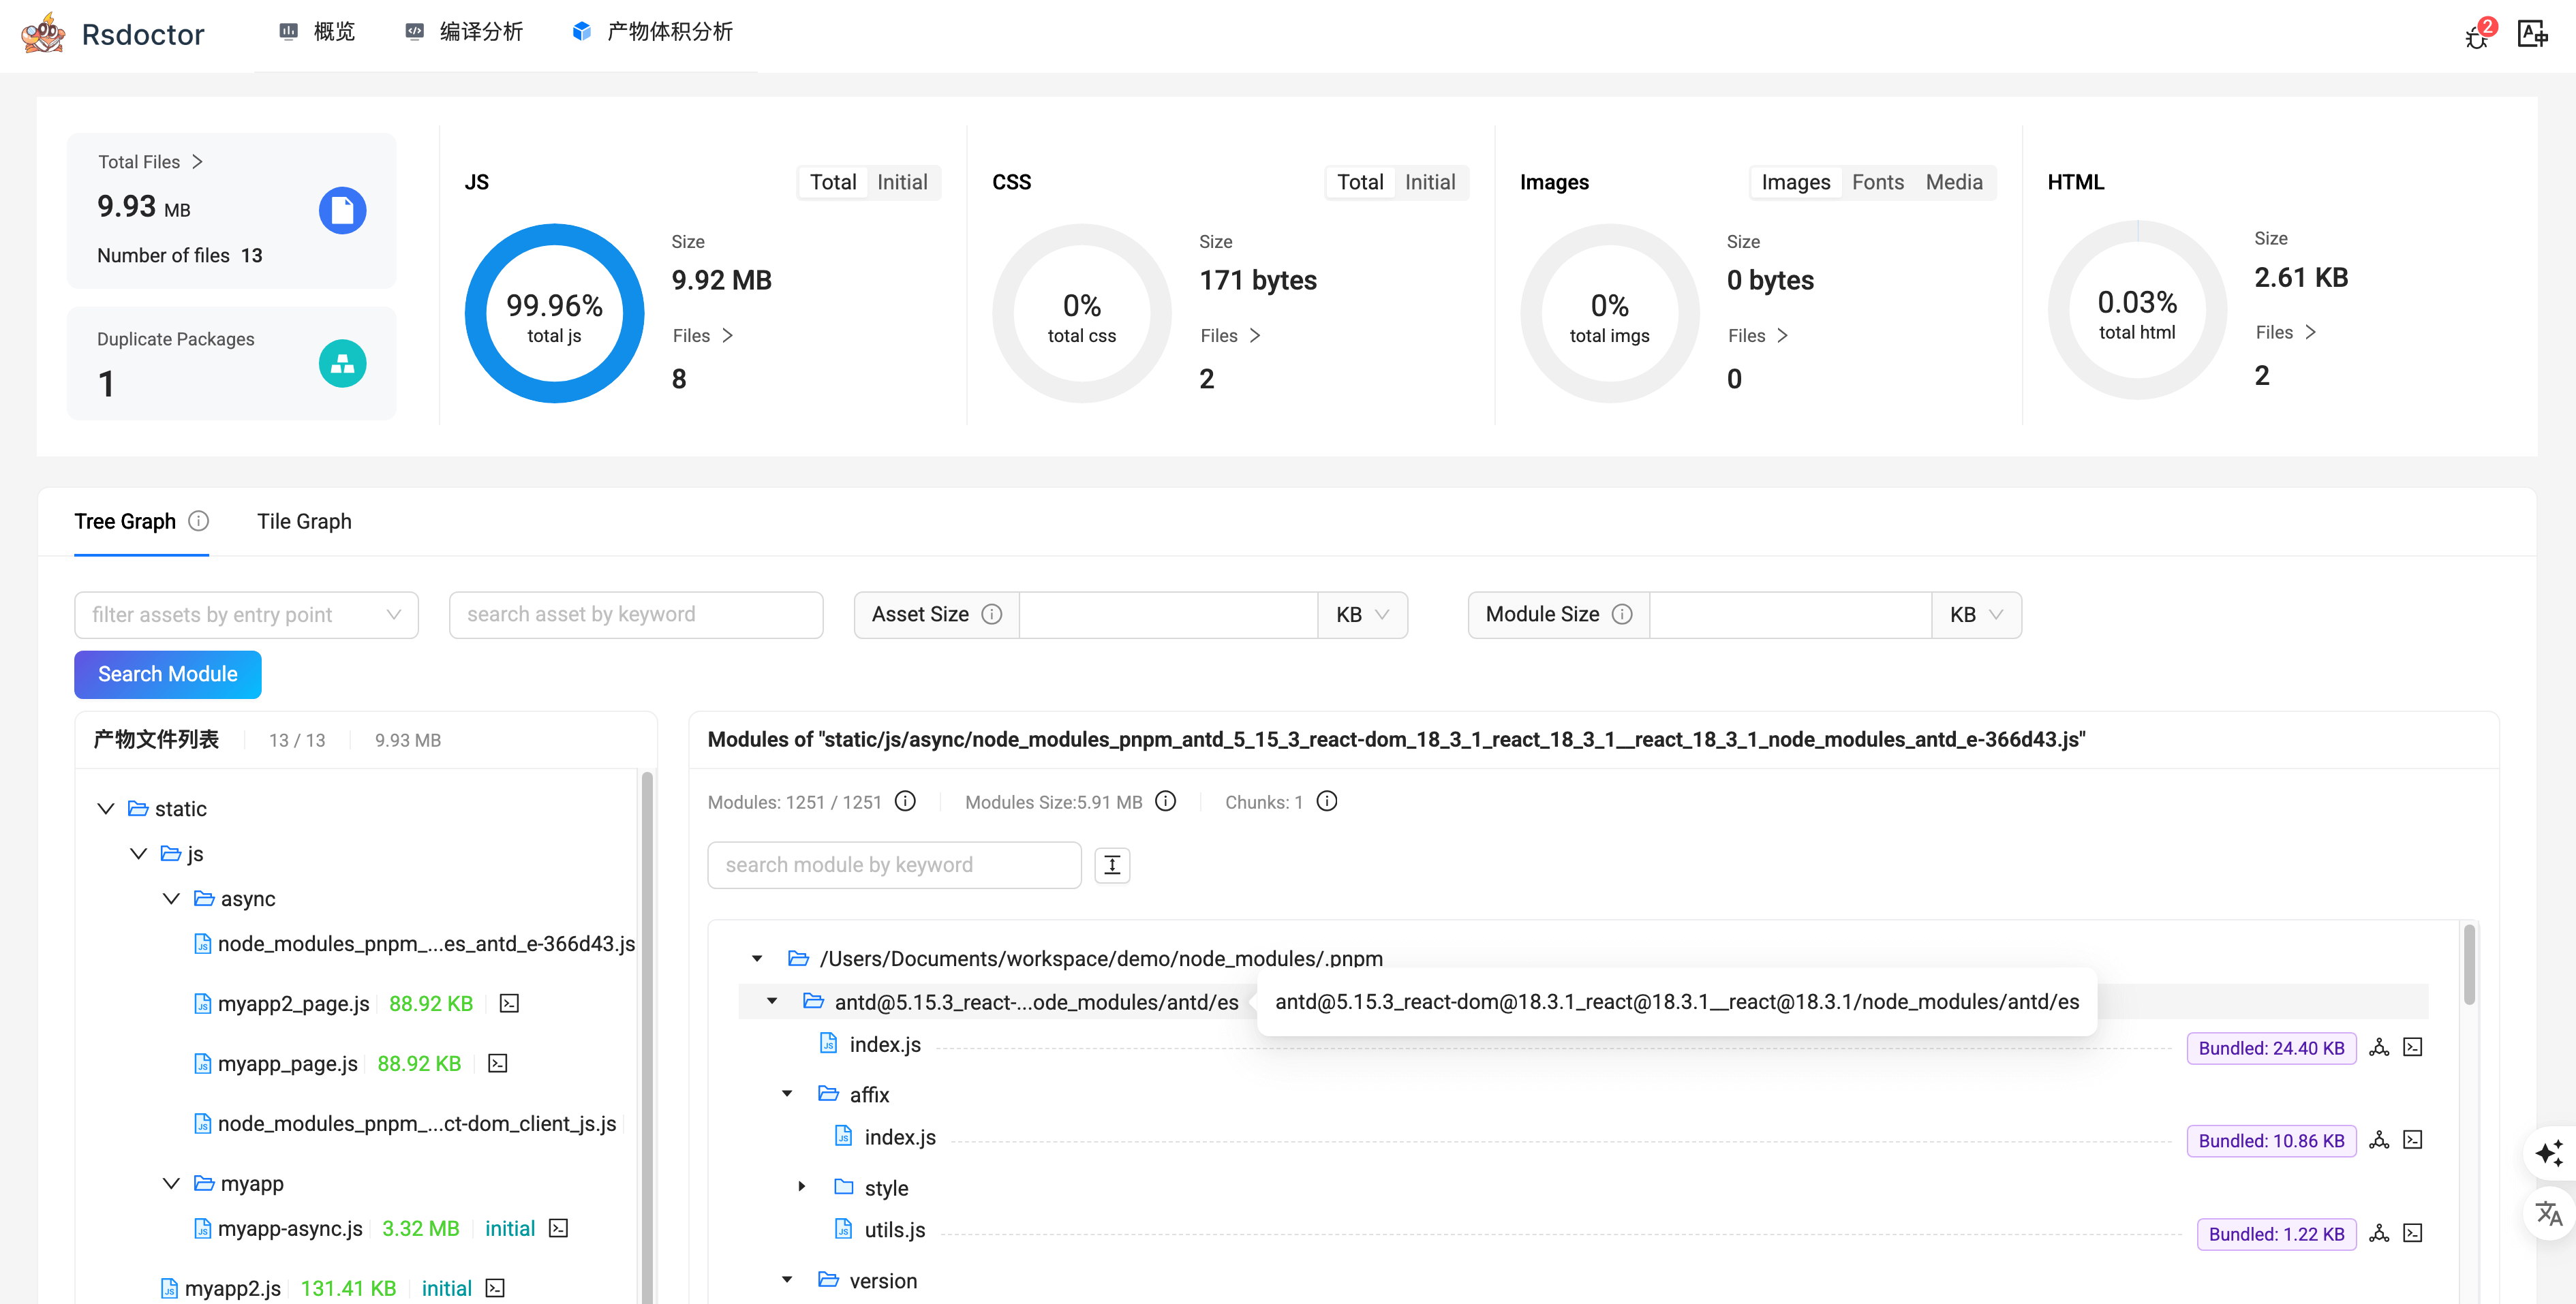 Rsdoctor
概览
编译分析
产物体积分析
2
Total Files
9.93 MB
Number of files 13
Duplicate Packages
1
JS
Total Initial
99.96%
total js
Size
9.92 MB
Files
8
CSS
Total Initial
0%
total css
Size
171 bytes
Files
2
Images
Images Fonts Media
0%
total imgs
Size
0 bytes
Files
0
HTML
0.03%
total html
Size
2.61 KB
Files
2
Tree Graph
Tile Graph
filter assets by entry point
search asset by keyword
Asset Size
KB
Module Size
KB
Search Module
产物文件列表 13 / 13 9.93 MB
static
js
async
node_modules_pnpm_...es_antd_e-366d43.js
myapp2_page.js 88.92 KB
myapp_page.js 88.92 KB
node_modules_pnpm_...ct-dom_client_js.js
myapp
myapp-async.js 3.32 MB initial
myapp2.js 131.41 KB initial
Modules of "static/js/async/node_modules_pnpm_antd_5_15_3_react-dom_18_3_1_react_18_3_1__react_18_3_1_node_modules_antd_e-366d43.js"
Modules: 1251 / 1251 Modules Size:5.91 MB Chunks: 1
search module by keyword
/Users/Documents/workspace/demo/node_modules/.pnpm
antd@5.15.3_react-...ode_modules/antd/es
antd@5.15.3_react-dom@18.3.1_react@18.3.1__react@18.3.1/node_modules/antd/es
index.js Bundled: 24.40 KB
affix
index.js Bundled: 10.86 KB
style
utils.js Bundled: 1.22 KB
version